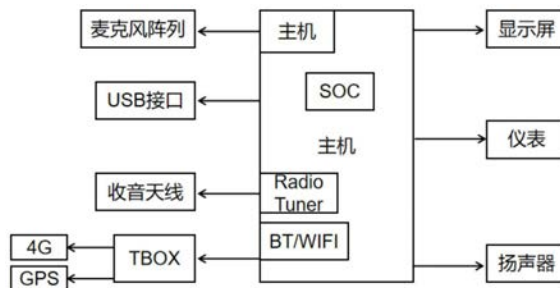 麦克风阵列
主机
显示屏
SOC
USB接口
主机
仪表
收音天线
Radio
Tuner
4G
TBOX
BT/WIFI
扬声器
GPS